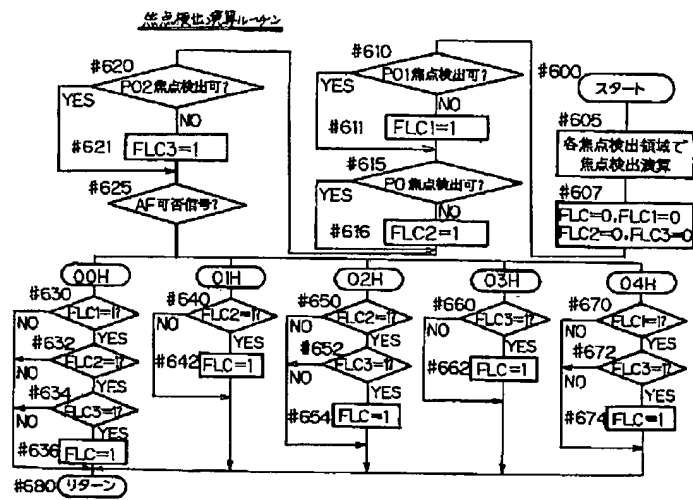 焦点検出演算ルーチン
#600
スタート
#605
各焦点検出領域で
焦点検出演算
#607
FLC=0,FLC1=0
FLC2=0,FLC3=0
#610
PO1焦点検出可?
YES
NO
#611
FLC1=1
#615
PO焦点検出可?
YES
NO
#616
FLC2=1
#620
PO2焦点検出可?
YES
NO
#621
FLC3=1
#625
AF可否信号?
00H
#630
FLC1=1?
NO
YES
#632
FLC2=1?
NO
YES
#634
FLC3=1?
NO
YES
#636
FLC=1
01H
#640
FLC2=1?
NO
YES
#642
FLC=1
02H
#650
FLC2=1?
NO
YES
#652
FLC3=1?
NO
YES
#654
FLC=1
03H
#660
FLC3=1?
NO
YES
#662
FLC=1
04H
#670
FLC1=1?
NO
YES
#672
FLC3=1?
NO
YES
#674
FLC=1
#680
リターン